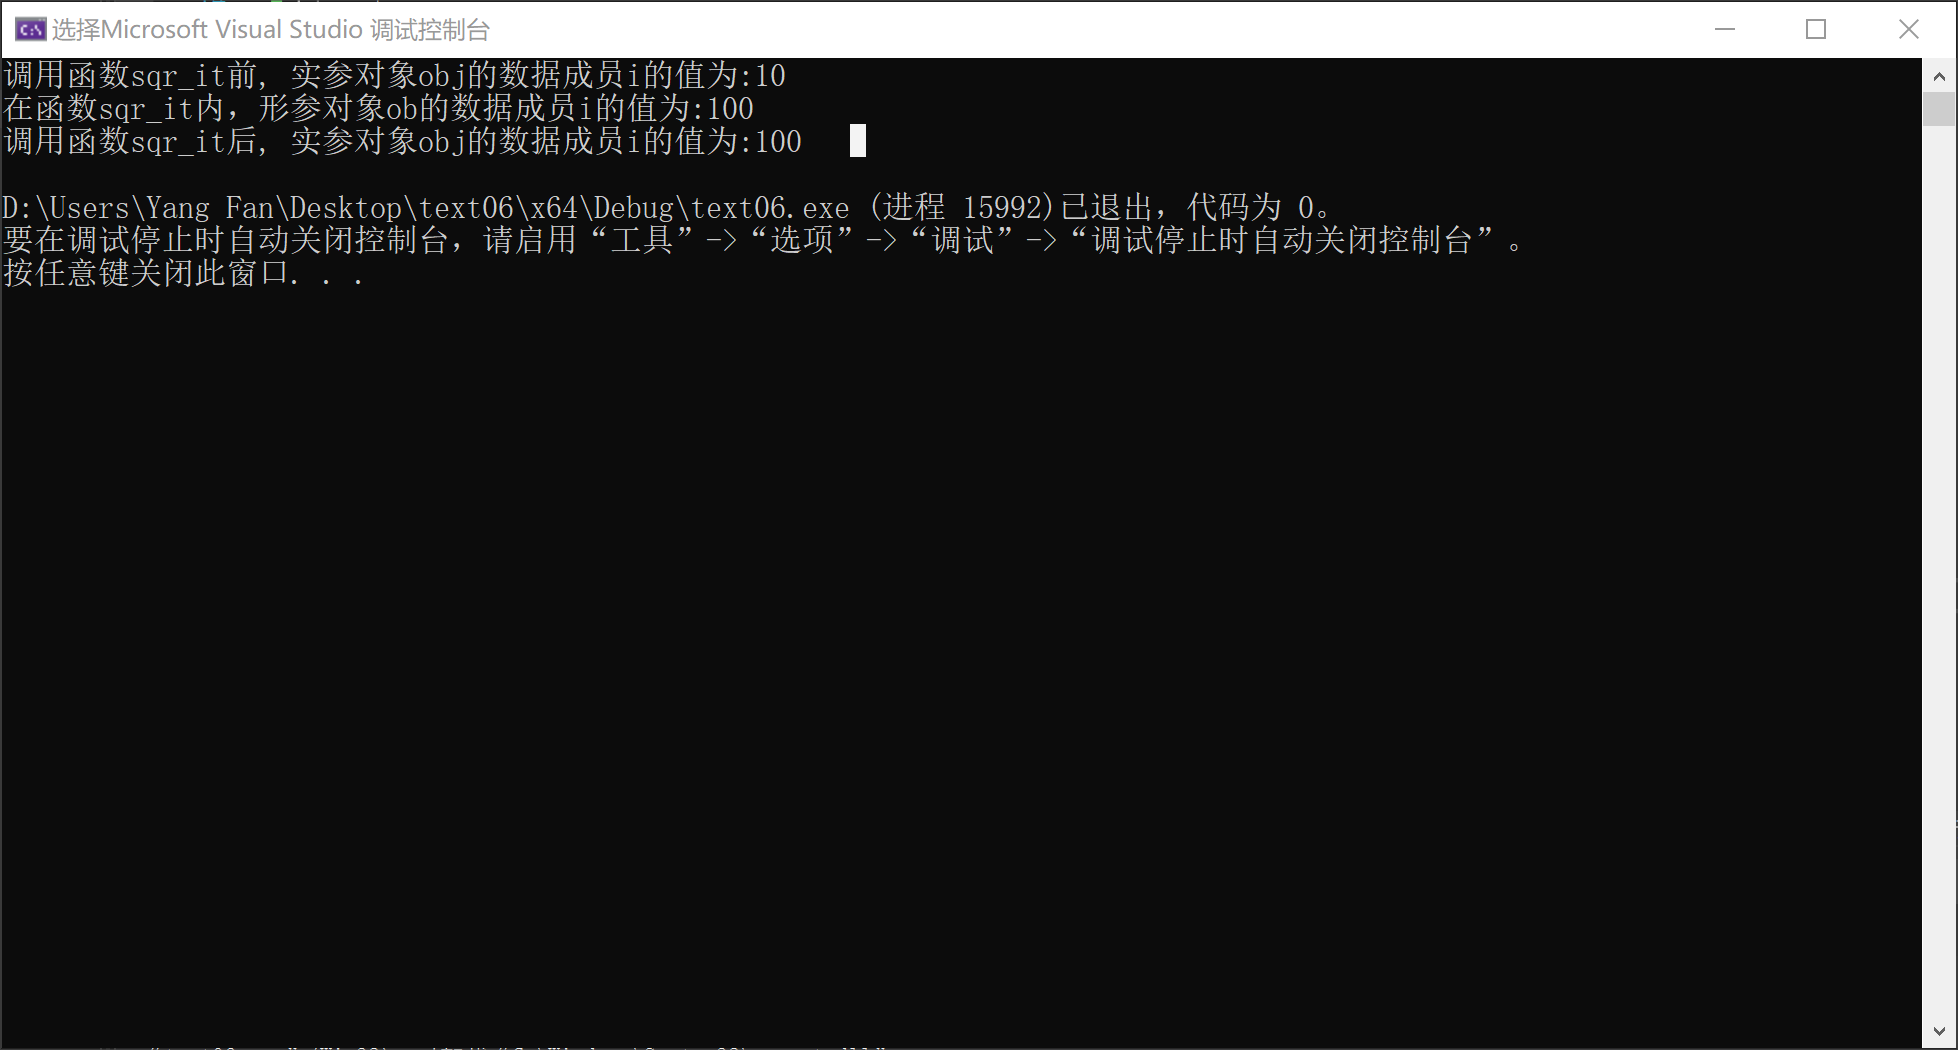 选择Microsoft Visual Studio 调试控制台
调用函数sqr_it前, 实参对象obj的数据成员i的值为:10
在函数sqr_it内，形参对象ob的数据成员i的值为:100
调用函数sqr_it后, 实参对象obj的数据成员i的值为:100
D:\Users\Yang Fan\Desktop\text06\x64\Debug\text06.exe (进程 15992)已退出，代码为 0。
要在调试停止时自动关闭控制台，请启用“工具”->“选项”->“调试”->“调试停止时自动关闭控制台”。
按任意键关闭此窗口. . .